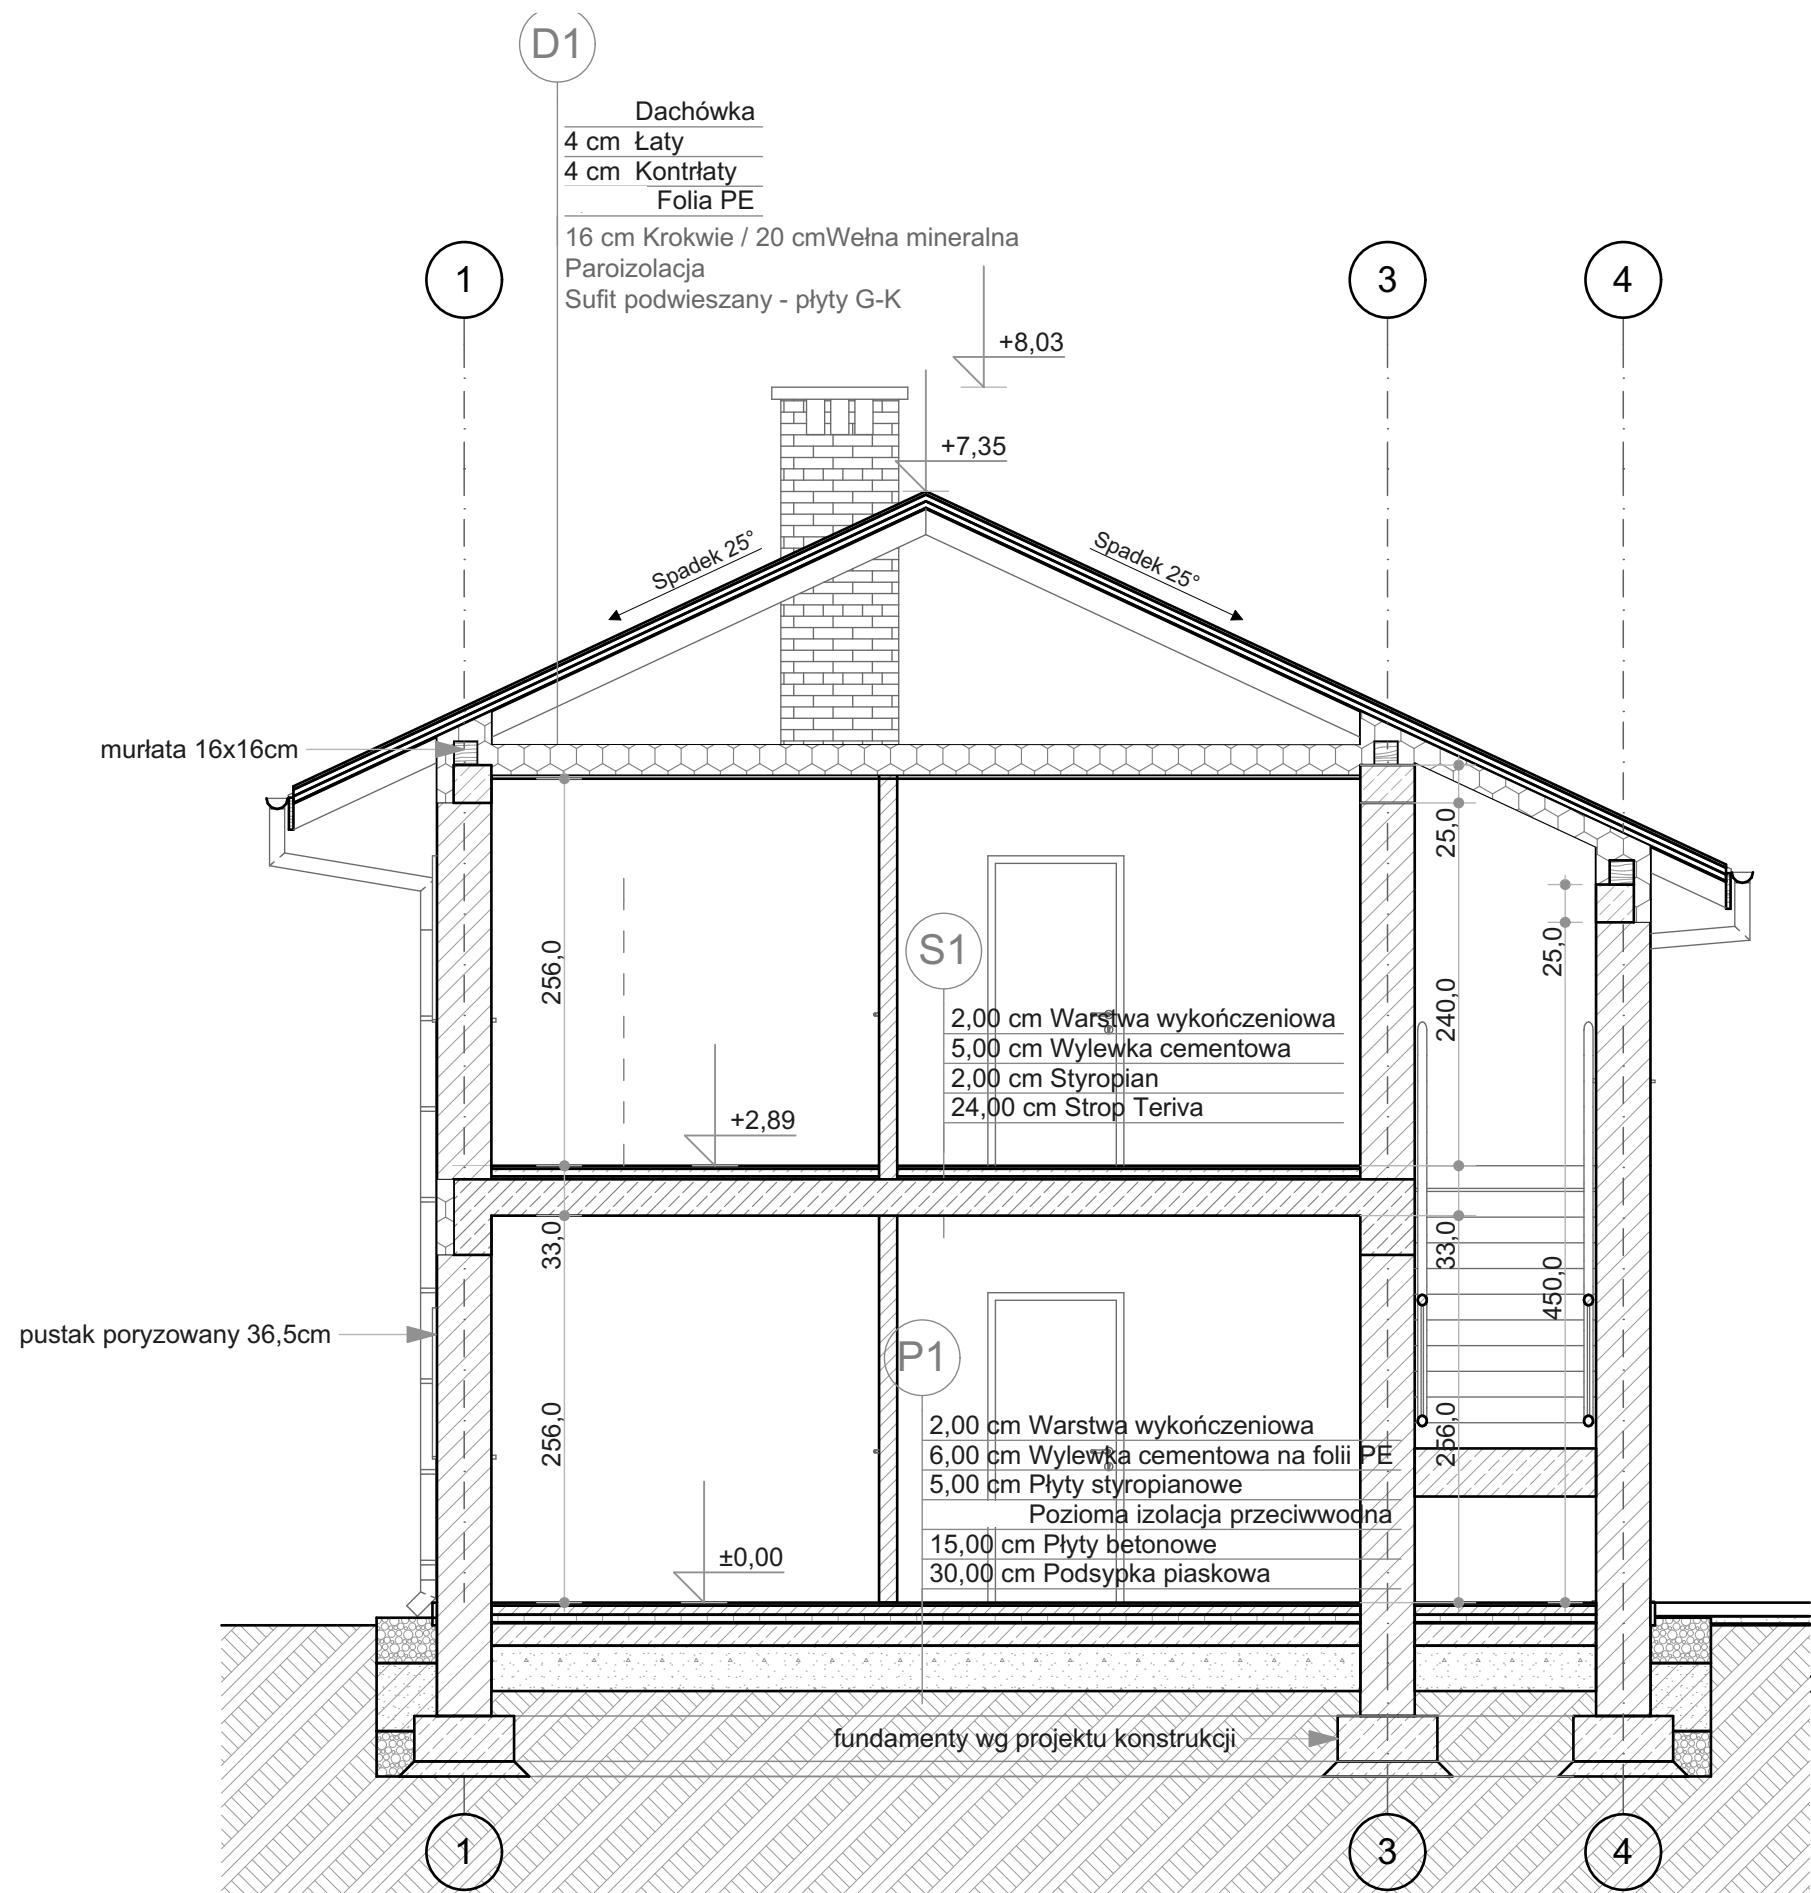 D1
Dachówka
4 cm Łaty
4 cm Kontrłaty
Folia PE
16 cm Krokwie / 20 cmWełna mineralna
Paroizolacja
Sufit podwieszany - płyty G-K
1
3
4
+8,03
+7,35
Spadek 25°
Spadek 25°
murłata 16x16cm
25,0
256,0
S1
25,0
240,0
2,00 cm Warstwa wykończeniowa
5,00 cm Wylewka cementowa
2,00 cm Styropian
24,00 cm Strop Teriva
+2,89
33,0
33,0
450,0
pustak poryzowany 36,5cm
P1
256,0
256,0
2,00 cm Warstwa wykończeniowa
6,00 cm Wylewka cementowa na folii PE
5,00 cm Płyty styropianowe
Pozioma izolacja przeciwwodna
15,00 cm Płyty betonowe
30,00 cm Podsypka piaskowa
±0,00
fundamenty wg projektu konstrukcji
1
3
4